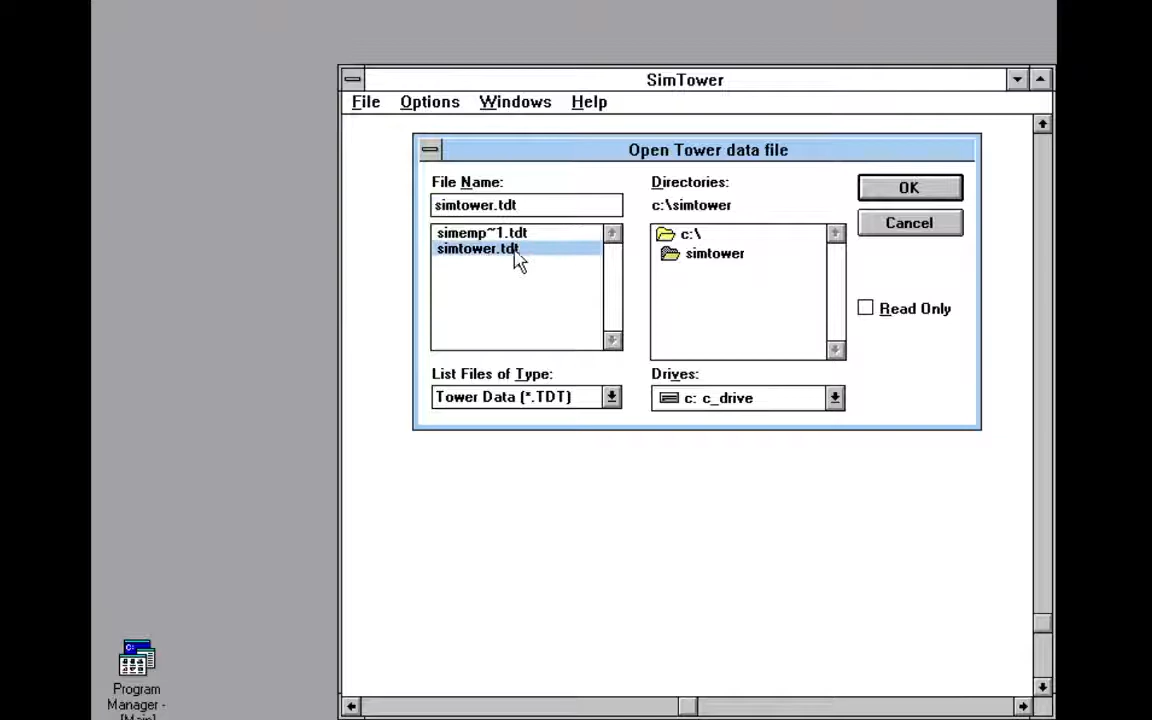 SimTower
File Options Windows Help
Open Tower data file
File Name:
simtower.tdt
simemp~1.tdt
simtower.tdt
List Files of Type:
Tower Data (*.TDT)
Directories:
c:\simtower
c:\
simtower
Drives:
c: c_drive
OK
Cancel
Read Only
Program
Manager -
[Main]